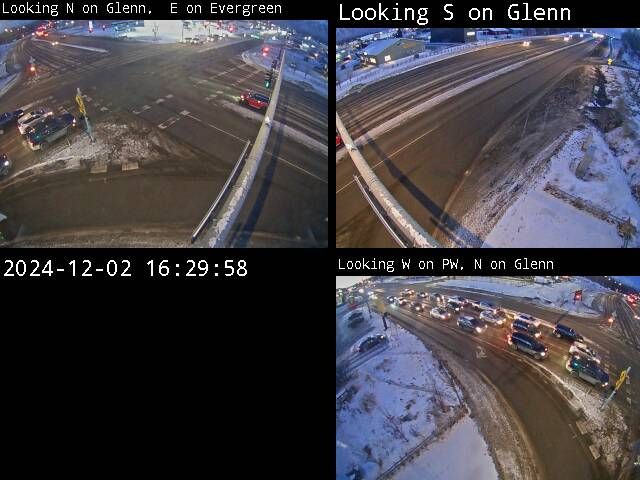 Looking N on Glenn, E on Evergreen
Looking S on Glenn
2024-12-02 16:29:58
Looking W on PW, N on Glenn